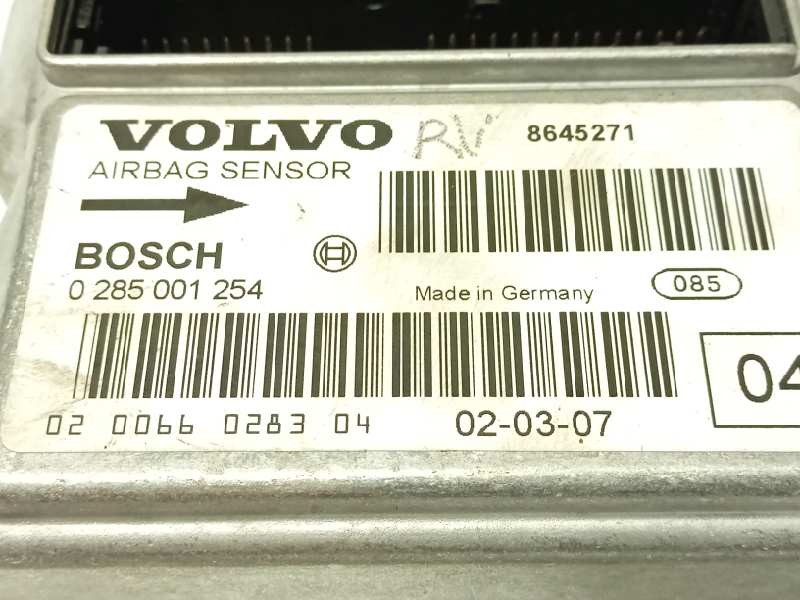 VOLVO
8645271
AIRBAG SENSOR
BOSCH
0 285 001 254
Made in Germany
085
04
02 0066 0283 04
02-03-07